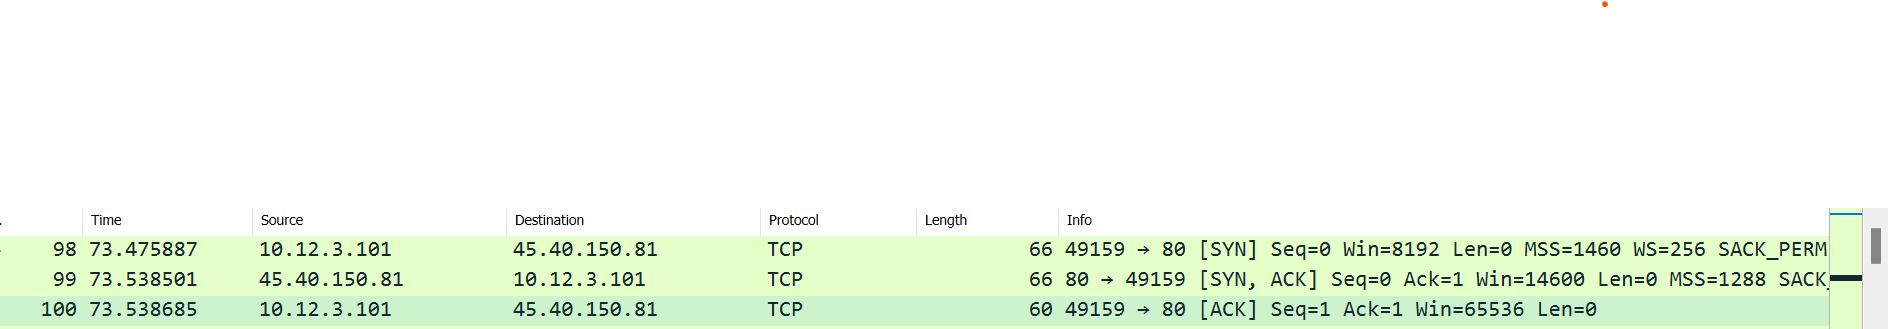 . Time Source Destination Protocol Length Info
98 73.475887 10.12.3.101 45.40.150.81 TCP 66 49159 → 80 [SYN] Seq=0 Win=8192 Len=0 MSS=1460 WS=256 SACK_PERM
99 73.538501 45.40.150.81 10.12.3.101 TCP 66 80 → 49159 [SYN, ACK] Seq=0 Ack=1 Win=14600 Len=0 MSS=1288 SACK_
100 73.538685 10.12.3.101 45.40.150.81 TCP 60 49159 → 80 [ACK] Seq=1 Ack=1 Win=65536 Len=0